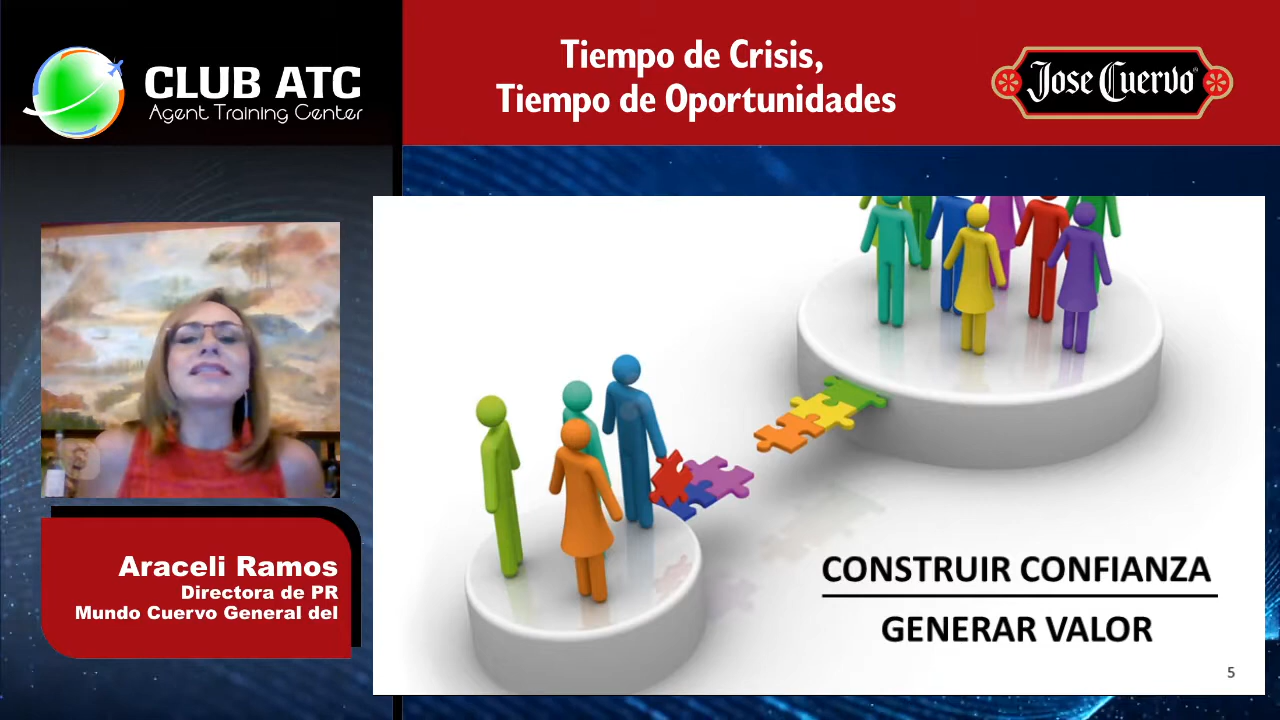 CLUB ATC
Agent Training Center
Tiempo de Crisis,
Tiempo de Oportunidades
Jose Cuervo
Araceli Ramos
Directora de PR
Mundo Cuervo General del
CONSTRUIR CONFIANZA
GENERAR VALOR
5